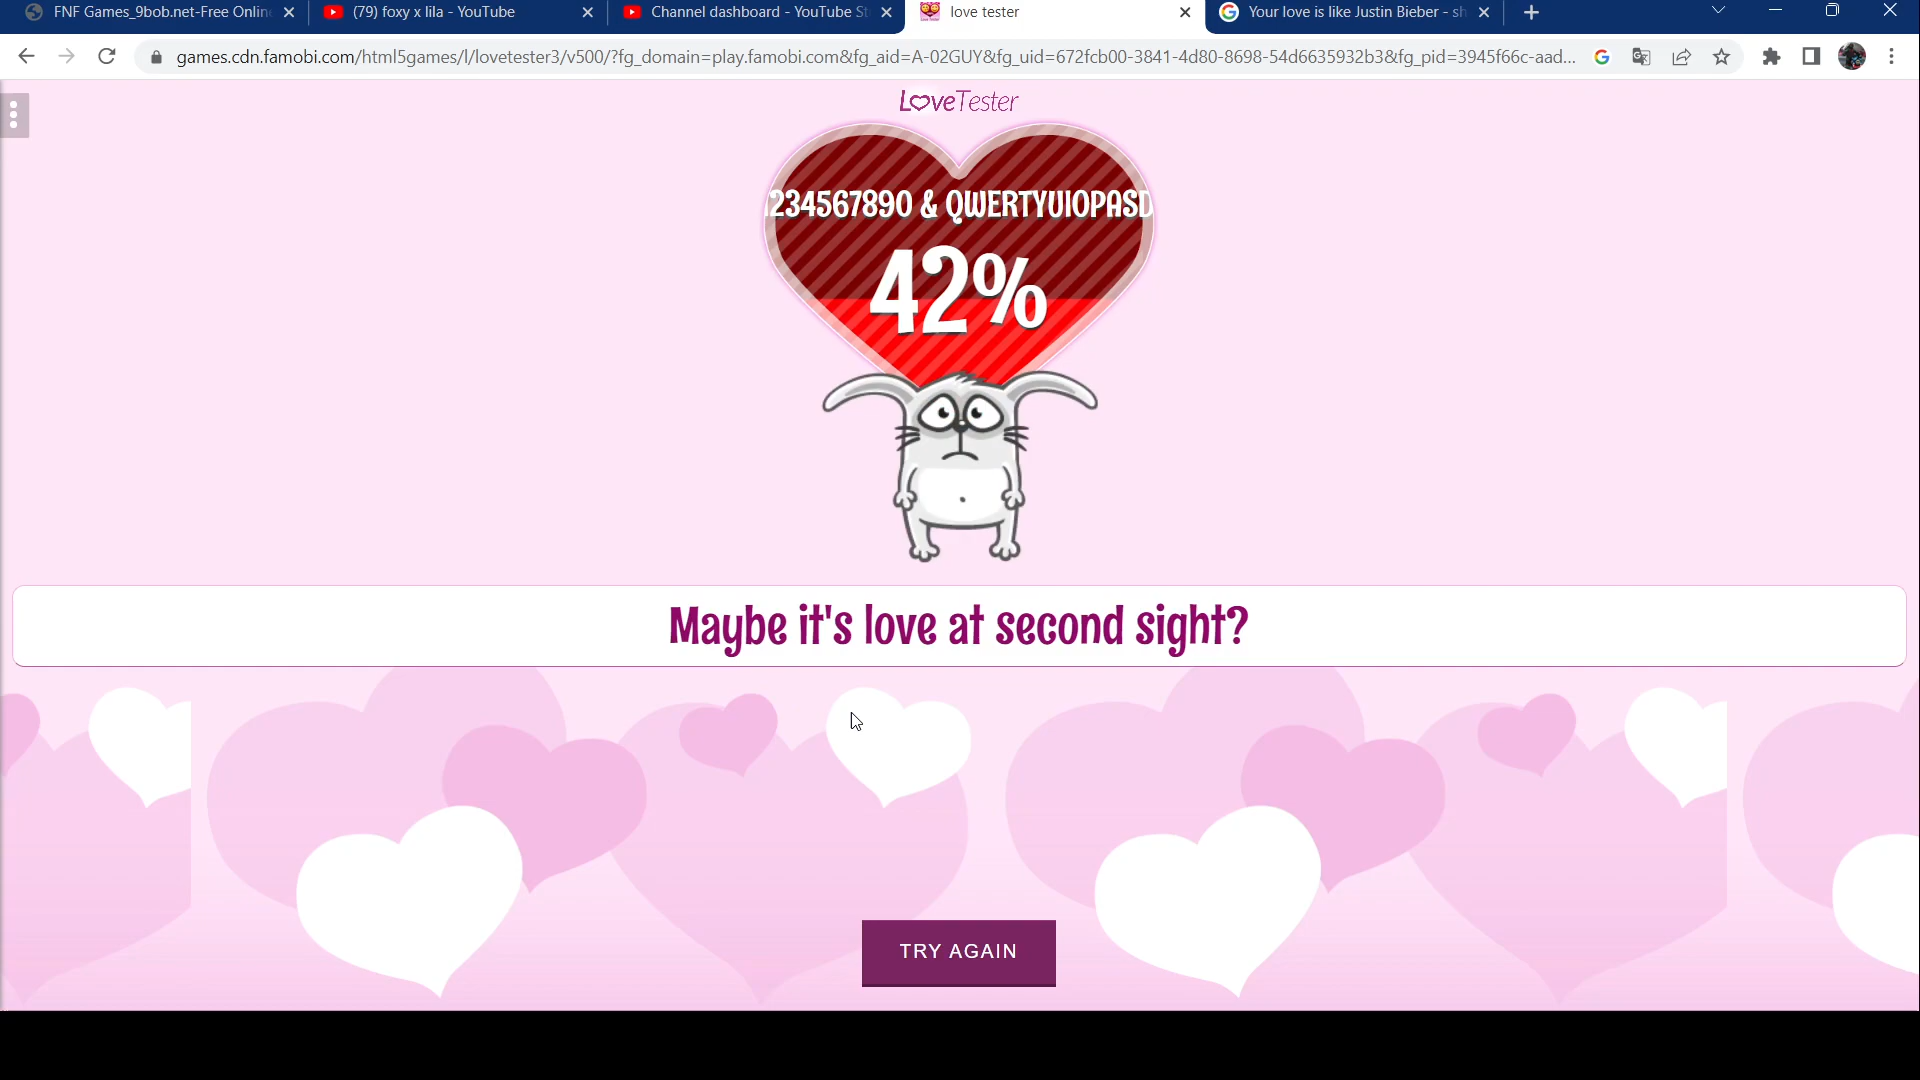 FNF Games_9bob.net-Free Onlin
(79) foxy x lila - YouTube
Channel dashboard - YouTube St
love tester
Your love is like Justin Bieber - sh
games.cdn.famobi.com/html5games/l/lovetester3/v500/?fg_domain=play.famobi.com&fg_aid=A-02GUY&fg_uid=672fcb00-3841-4d80-8698-54d6635932b3&fg_pid=3945f66c-aad...
LoveTester
1234567890 & QWERTYUIOPASD
42%
Maybe it's love at second sight?
TRY AGAIN